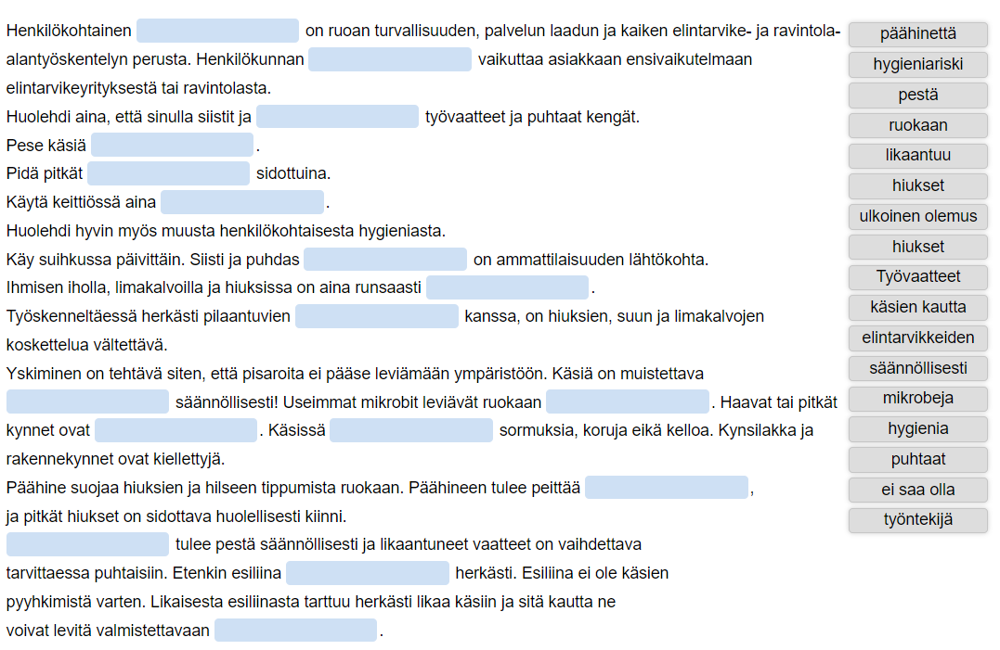 Henkilökohtainen on ruoan turvallisuuden, palvelun laadun ja kaiken elintarvike- ja ravintola-
alantyöskentelyn perusta. Henkilökunnan vaikuttaa asiakkaan ensivaikutelmaan
elintarvikeyrityksestä tai ravintolasta.
Huolehdi aina, että sinulla siistit ja työvaatteet ja puhtaat kengät.
Pese käsiä .
Pidä pitkät sidottuina.
Käytä keittiössä aina .
Huolehdi hyvin myös muusta henkilökohtaisesta hygieniasta.
Käy suihkussa päivittäin. Siisti ja puhdas on ammattilaisuuden lähtökohta.
Ihmisen iholla, limakalvoilla ja hiuksissa on aina runsaasti .
Työskenneltäessä herkästi pilaantuvien kanssa, on hiuksien, suun ja limakalvojen
koskettelua vältettävä.
Yskiminen on tehtävä siten, että pisaroita ei pääse leviämään ympäristöön. Käsiä on muistettava
säännöllisesti! Useimmat mikrobit leviävät ruokaan . Haavat tai pitkät
kynnet ovat . Käsissä sormuksia, koruja eikä kelloa. Kynsilakka ja
rakennekynnet ovat kiellettyjä.
Päähine suojaa hiuksien ja hilseen tippumista ruokaan. Päähineen tulee peittää ,
ja pitkät hiukset on sidottava huolellisesti kiinni.
tulee pestä säännöllisesti ja likaantuneet vaatteet on vaihdettava
tarvittaessa puhtaisiin. Etenkin esiliina herkästi. Esiliina ei ole käsien
pyyhkimistä varten. Likaisesta esiliinasta tarttuu herkästi likaa käsiin ja sitä kautta ne
voivat levitä valmistettavaan .
päähinettä
hygieniariski
pestä
ruokaan
likaantuu
hiukset
ulkoinen olemus
hiukset
Työvaatteet
käsien kautta
elintarvikkeiden
säännöllisesti
mikrobeja
hygienia
puhtaat
ei saa olla
työntekijä